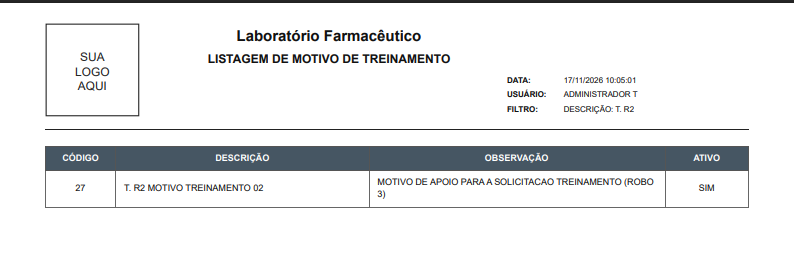 SUA
LOGO
AQUI
Laboratório Farmacêutico
LISTAGEM DE MOTIVO DE TREINAMENTO
DATA: 17/11/2026 10:05:01
USUÁRIO: ADMINISTRADOR T
FILTRO: DESCRIÇÃO: T. R2
CÓDIGO DESCRIÇÃO OBSERVAÇÃO ATIVO
27 T. R2 MOTIVO TREINAMENTO 02 MOTIVO DE APOIO PARA A SOLICITACAO TREINAMENTO (ROBO
3) SIM